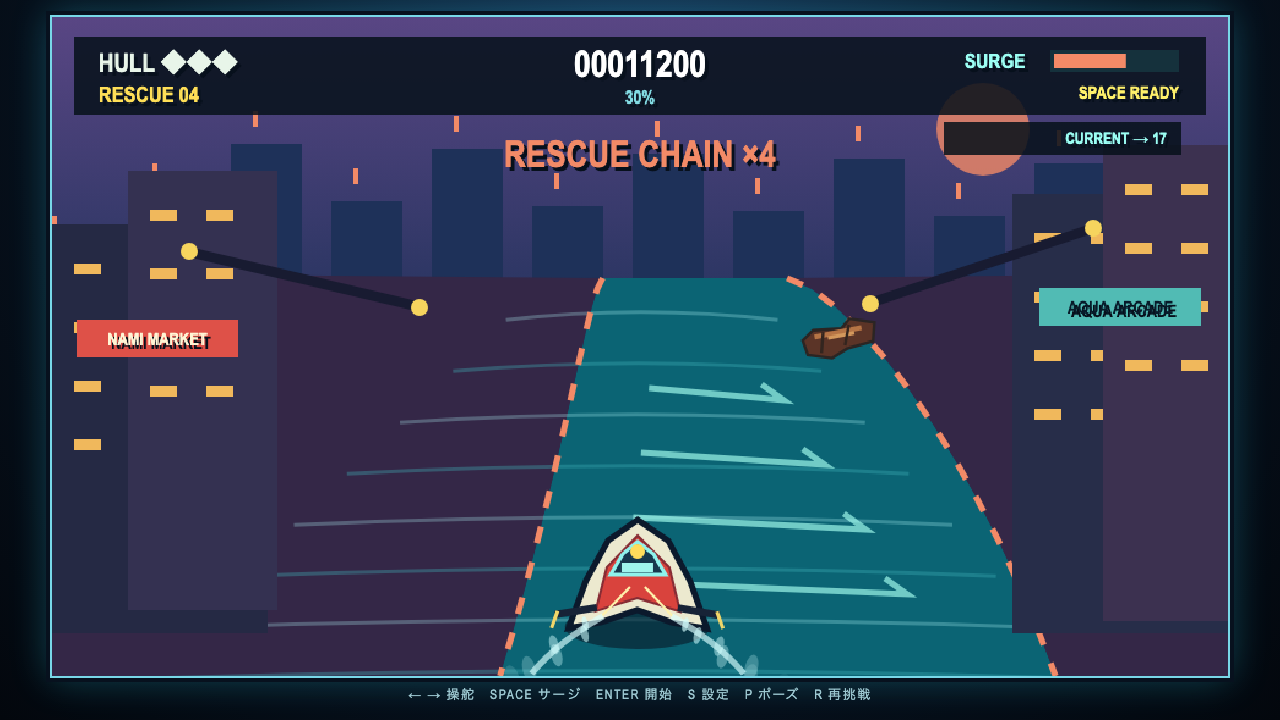 HULL
00011200
SURGE
RESCUE 04
30%
SPACE READY
CURRENT → 17
RESCUE CHAIN ×4
AQUA ARCADE
NAMI MARKET
← → 操舵 SPACE サージ ENTER 開始 S 設定 P ポーズ R 再挑戦